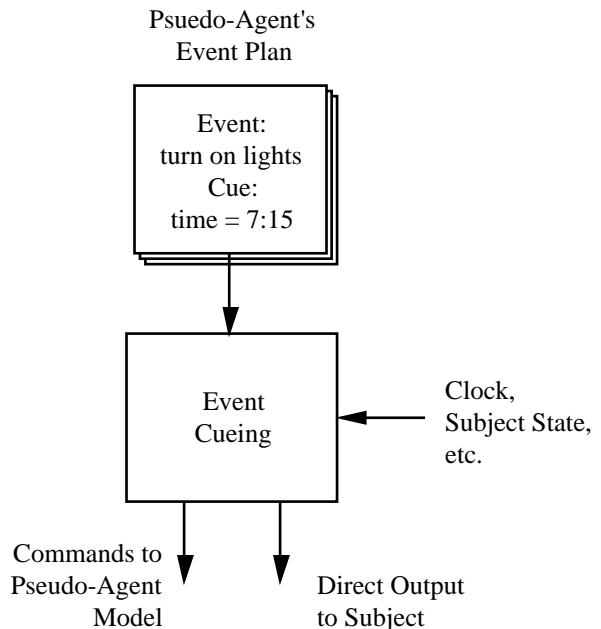 Psuedo-Agent's
Event Plan
Event:
turn on lights
Cue:
time = 7:15
Event
Cueing
Clock,
Subject State,
etc.
Commands to
Pseudo-Agent
Model
Direct Output
to Subject